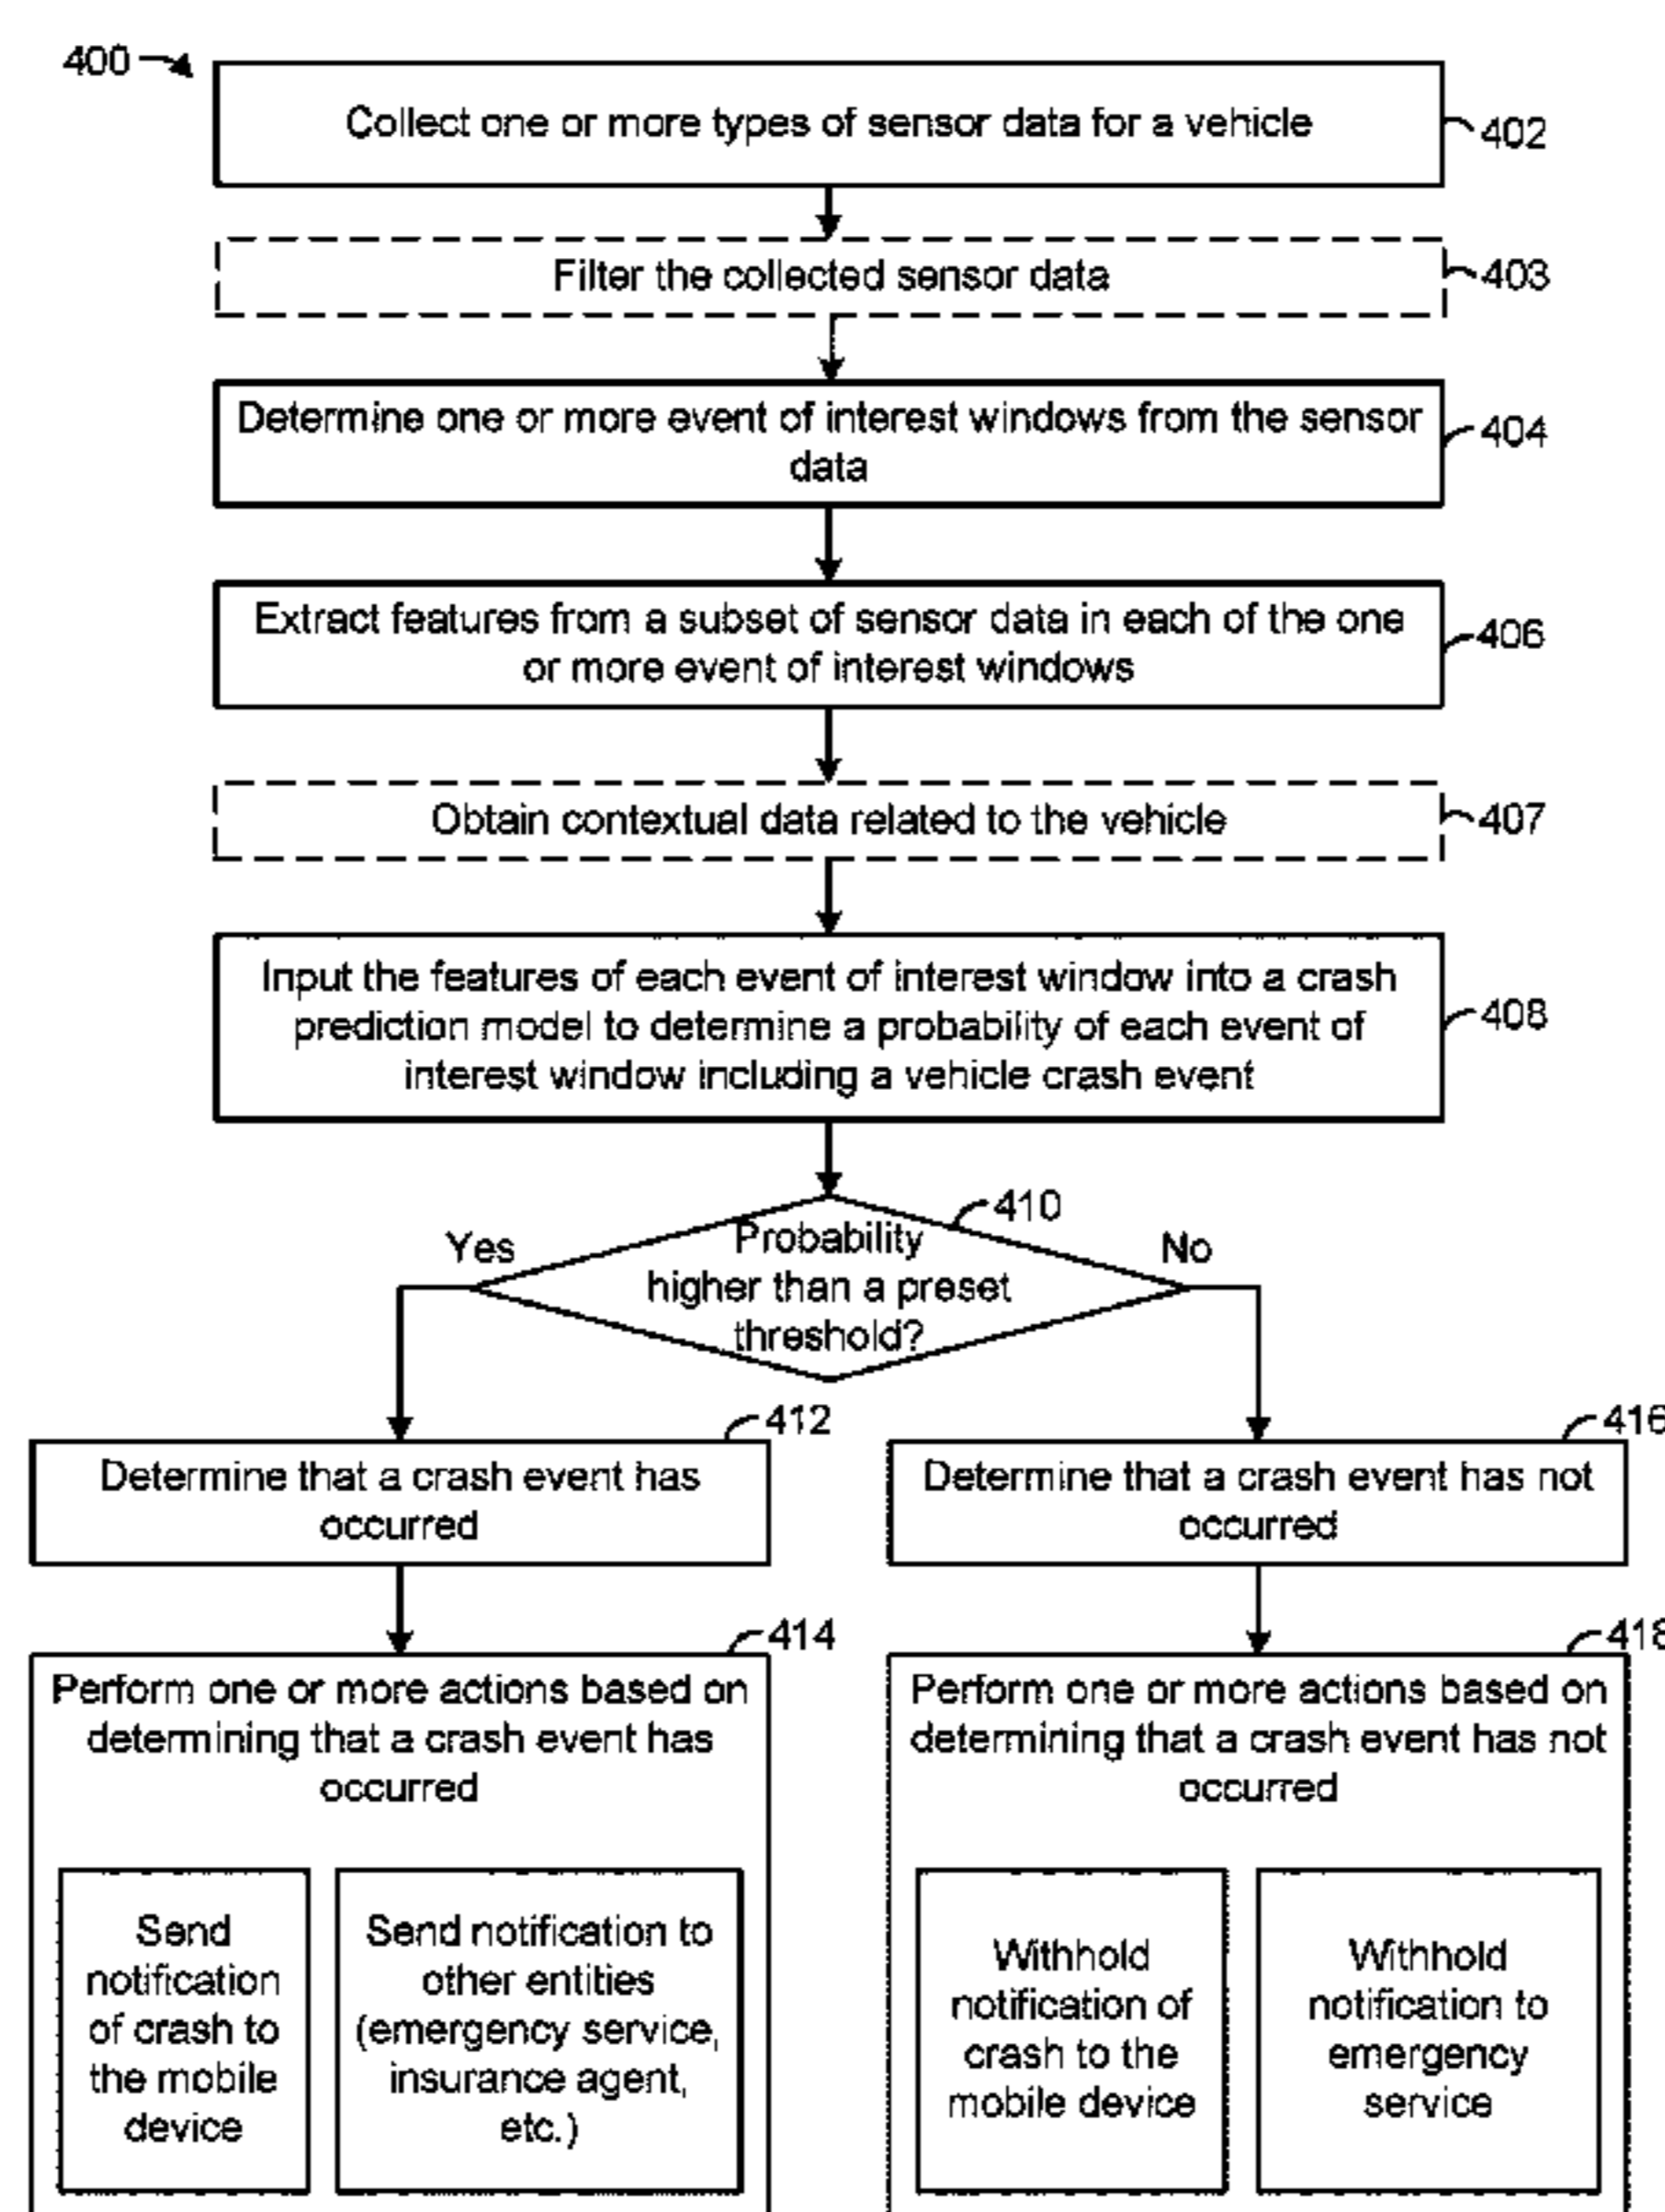 400
Collect one or more types of sensor data for a vehicle
402
Filter the collected sensor data
403
Determine one or more event of interest windows from the sensor
data
404
Extract features from a subset of sensor data in each of the one
or more event of interest windows
406
Obtain contextual data related to the vehicle
407
Input the features of each event of interest window into a crash
prediction model to determine a probability of each event of
interest window including a vehicle crash event
408
410
Yes
Probability
higher than a preset
threshold?
No
412
Determine that a crash event has
occurred
416
Determine that a crash event has not
occurred
414
Perform one or more actions based on
determining that a crash event has
occurred
Send
notification
of crash to
the mobile
device
Send notification to
other entities
(emergency service,
insurance agent,
etc.)
418
Perform one or more actions based on
determining that a crash event has not
occurred
Withhold
notification of
crash to the
mobile device
Withhold
notification to
emergency
service